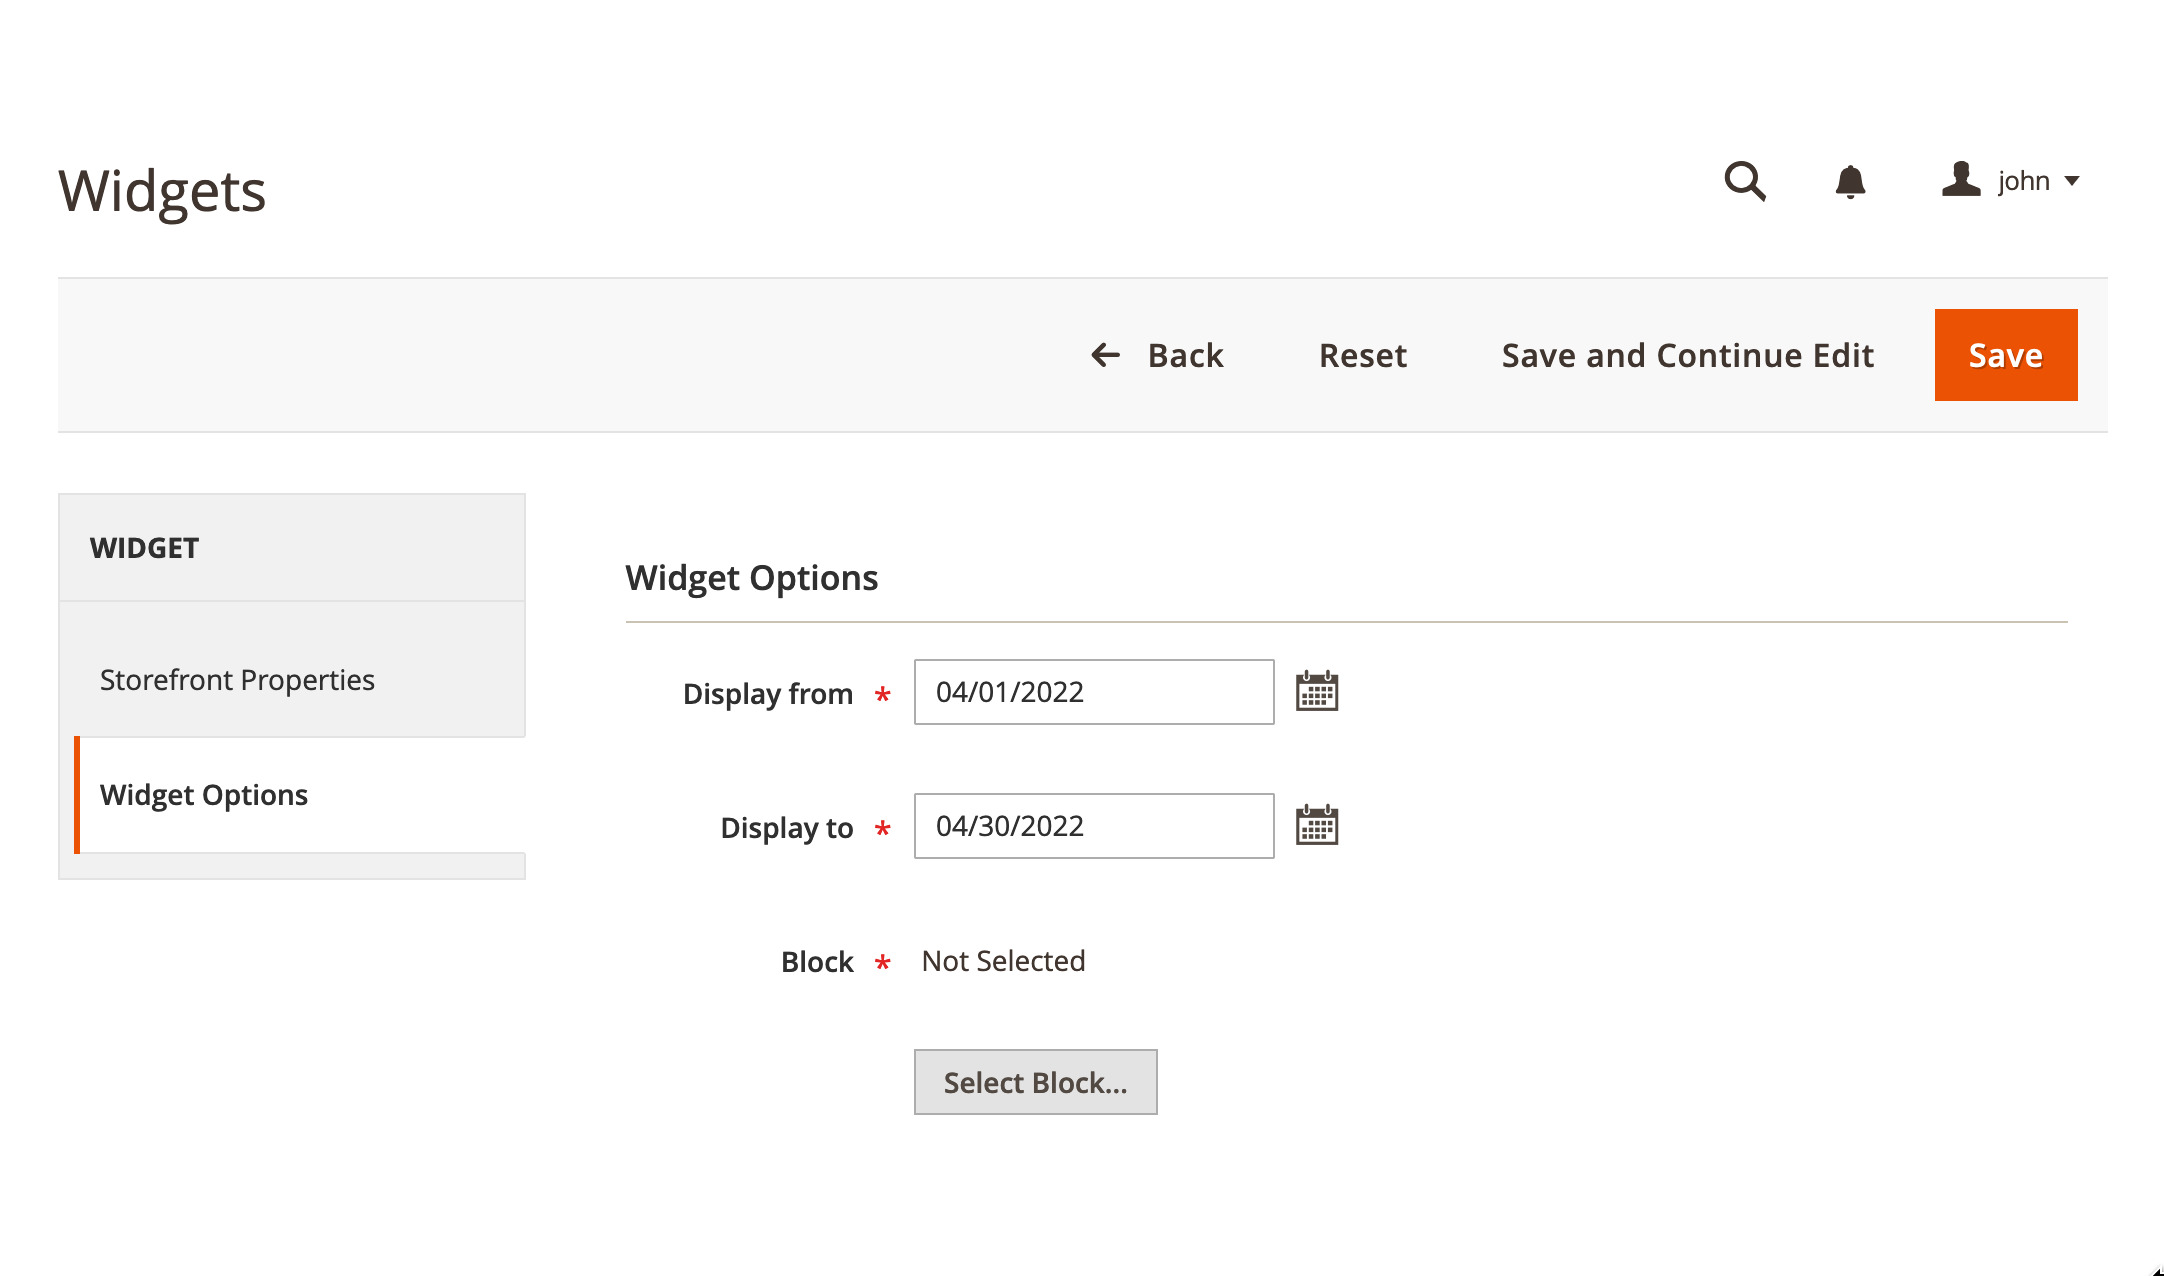 Widgets
john
Back
Reset
Save and Continue Edit
Save
WIDGET
Storefront Properties
Widget Options
Widget Options
Display from *
04/01/2022
Display to *
04/30/2022
Block *
Not Selected
Select Block...